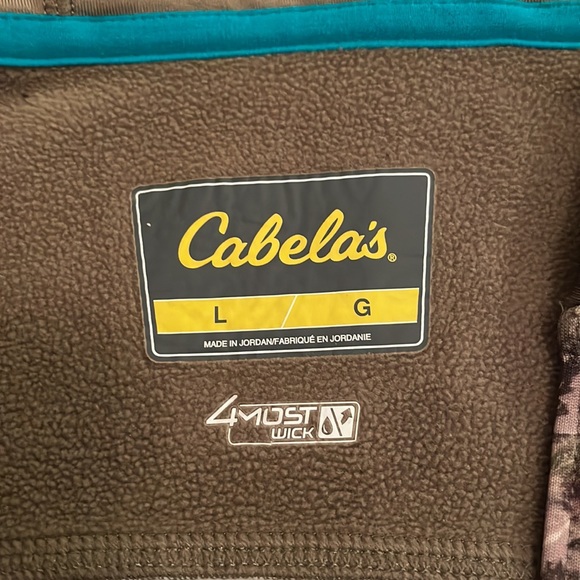 Cabela's®
L / G
MADE IN JORDAN/FABRIQUÉ EN JORDANIE
4MOST
WICK